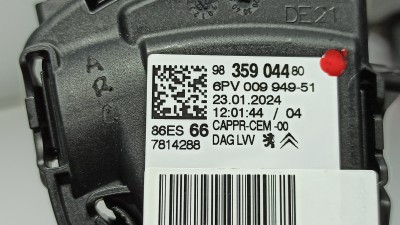 DE21
A
R
98 359 044 80
6PV 009 949-51
23.01.2024
12:01:44 / 04
86ES 66 CAPPR-CEM -00
7814288 DAG LVV